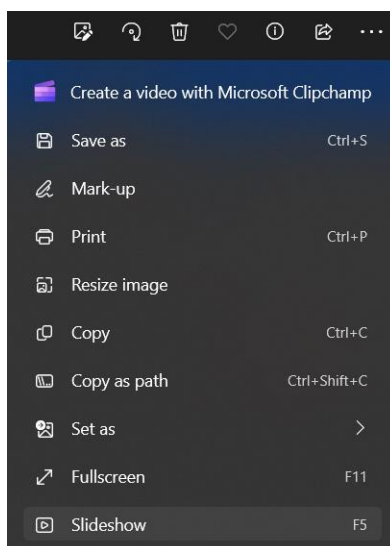 Create a video with Microsoft Clipchamp
Save as Ctrl+S
Mark-up
Print Ctrl+P
Resize image
Copy Ctrl+C
Copy as path Ctrl+Shift+C
Set as
Fullscreen F11
Slideshow F5